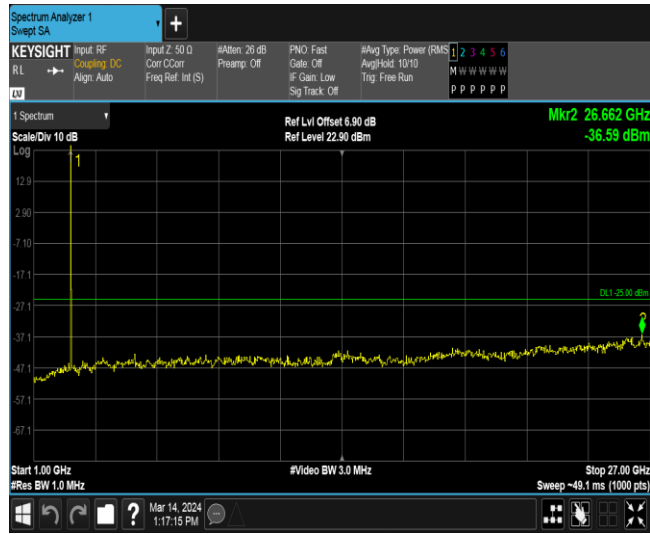 Spectrum Analyzer 1
Swept SA
+
KEYSIGHT
RL
LXI
Input: RF
Coupling: DC
Align: Auto
Input Z: 50 Ω
Corr CCorr
Freq Ref: Int (S)
#Atten: 26 dB
Preamp: Off
PNO: Fast
Gate: Off
IF Gain: Low
Sig Track: Off
#Avg Type: Power (RMS
Avg|Hold: 10/10
Trig: Free Run
1 2 3 4 5 6
M W W W W W
P P P P P P
1 Spectrum
Scale/Div 10 dB
Log
Ref Lvl Offset 6.90 dB
Ref Level 22.90 dBm
Mkr2 26.662 GHz
-36.59 dBm
1
12.9
2.90
-7.10
-17.1
DL1 -25.00 dBm
-27.1
2
-37.1
-47.1
-57.1
-67.1
Start 1.00 GHz
#Res BW 1.0 MHz
#Video BW 3.0 MHz
Stop 27.00 GHz
Sweep ~49.1 ms (1000 pts)
?
Mar 14, 2024
1:17:15 PM